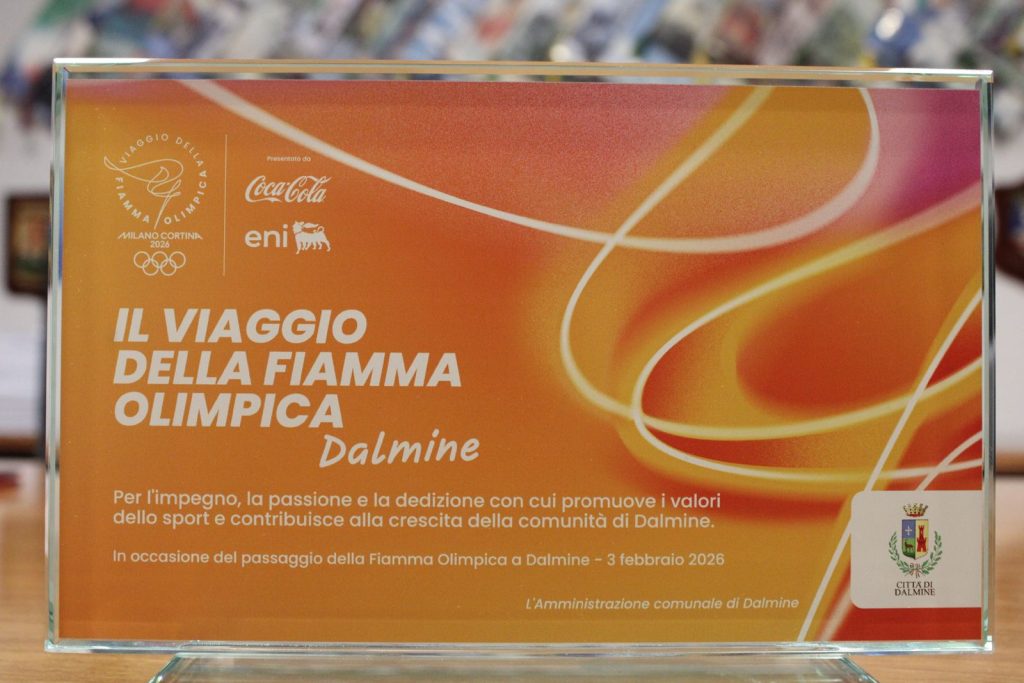 VIAGGIO DELLA FIAMMA OLIMPICA
MILANO CORTINA
2026
Presentato da
Coca-Cola
eni
IL VIAGGIO
DELLA FIAMMA
OLIMPICA
Dalmine
Per l'impegno, la passione e la dedizione con cui promuove i valori
dello sport e contribuisce alla crescita della comunità di Dalmine.
In occasione del passaggio della Fiamma Olimpica a Dalmine - 3 febbraio 2026
L'Amministrazione comunale di Dalmine
CITTÀ DI
DALMINE